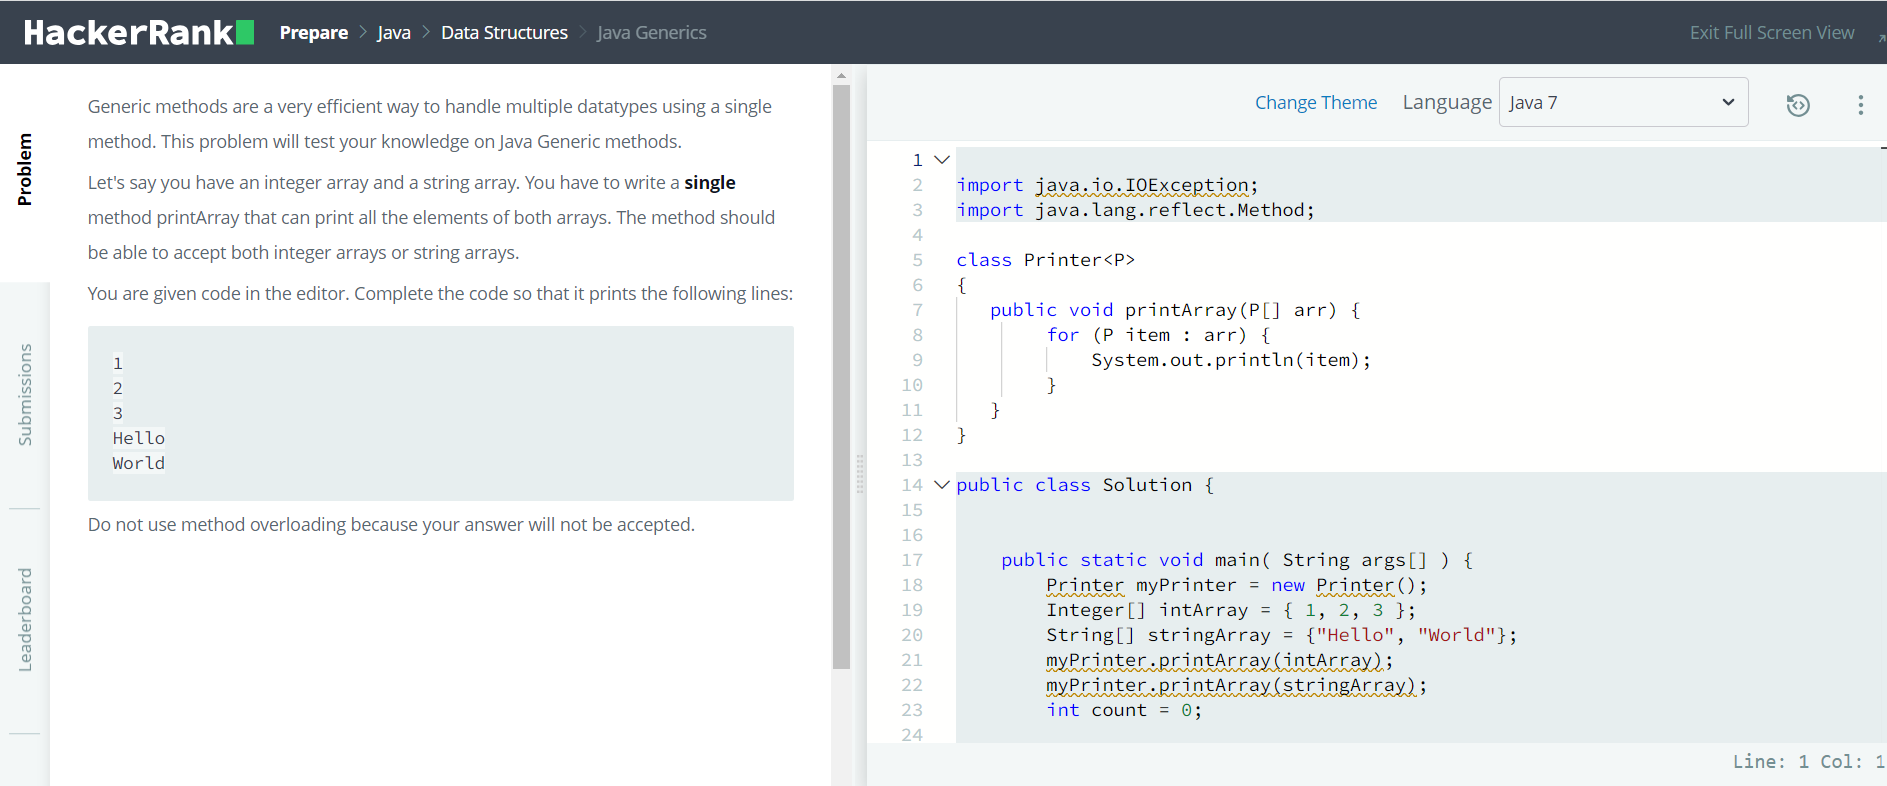 HackerRank Prepare > Java > Data Structures > Java Generics Exit Full Screen View
Problem
Submissions
Leaderboard
Generic methods are a very efficient way to handle multiple datatypes using a single
method. This problem will test your knowledge on Java Generic methods.
Let's say you have an integer array and a string array. You have to write a single
method printArray that can print all the elements of both arrays. The method should
be able to accept both integer arrays or string arrays.
You are given code in the editor. Complete the code so that it prints the following lines:
1
2
3
Hello
World
Do not use method overloading because your answer will not be accepted.
Change Theme Language Java 7
1
2 import java.io.IOException;
3 import java.lang.reflect.Method;
4
5 class Printer<P>
6 {
7 public void printArray(P[] arr) {
8 for (P item : arr) {
9 System.out.println(item);
10 }
11 }
12 }
13
14 public class Solution {
15
16
17 public static void main( String args[] ) {
18 Printer myPrinter = new Printer();
19 Integer[] intArray = { 1, 2, 3 };
20 String[] stringArray = {"Hello", "World"};
21 myPrinter.printArray(intArray);
22 myPrinter.printArray(stringArray);
23 int count = 0;
24
Line: 1 Col: 1